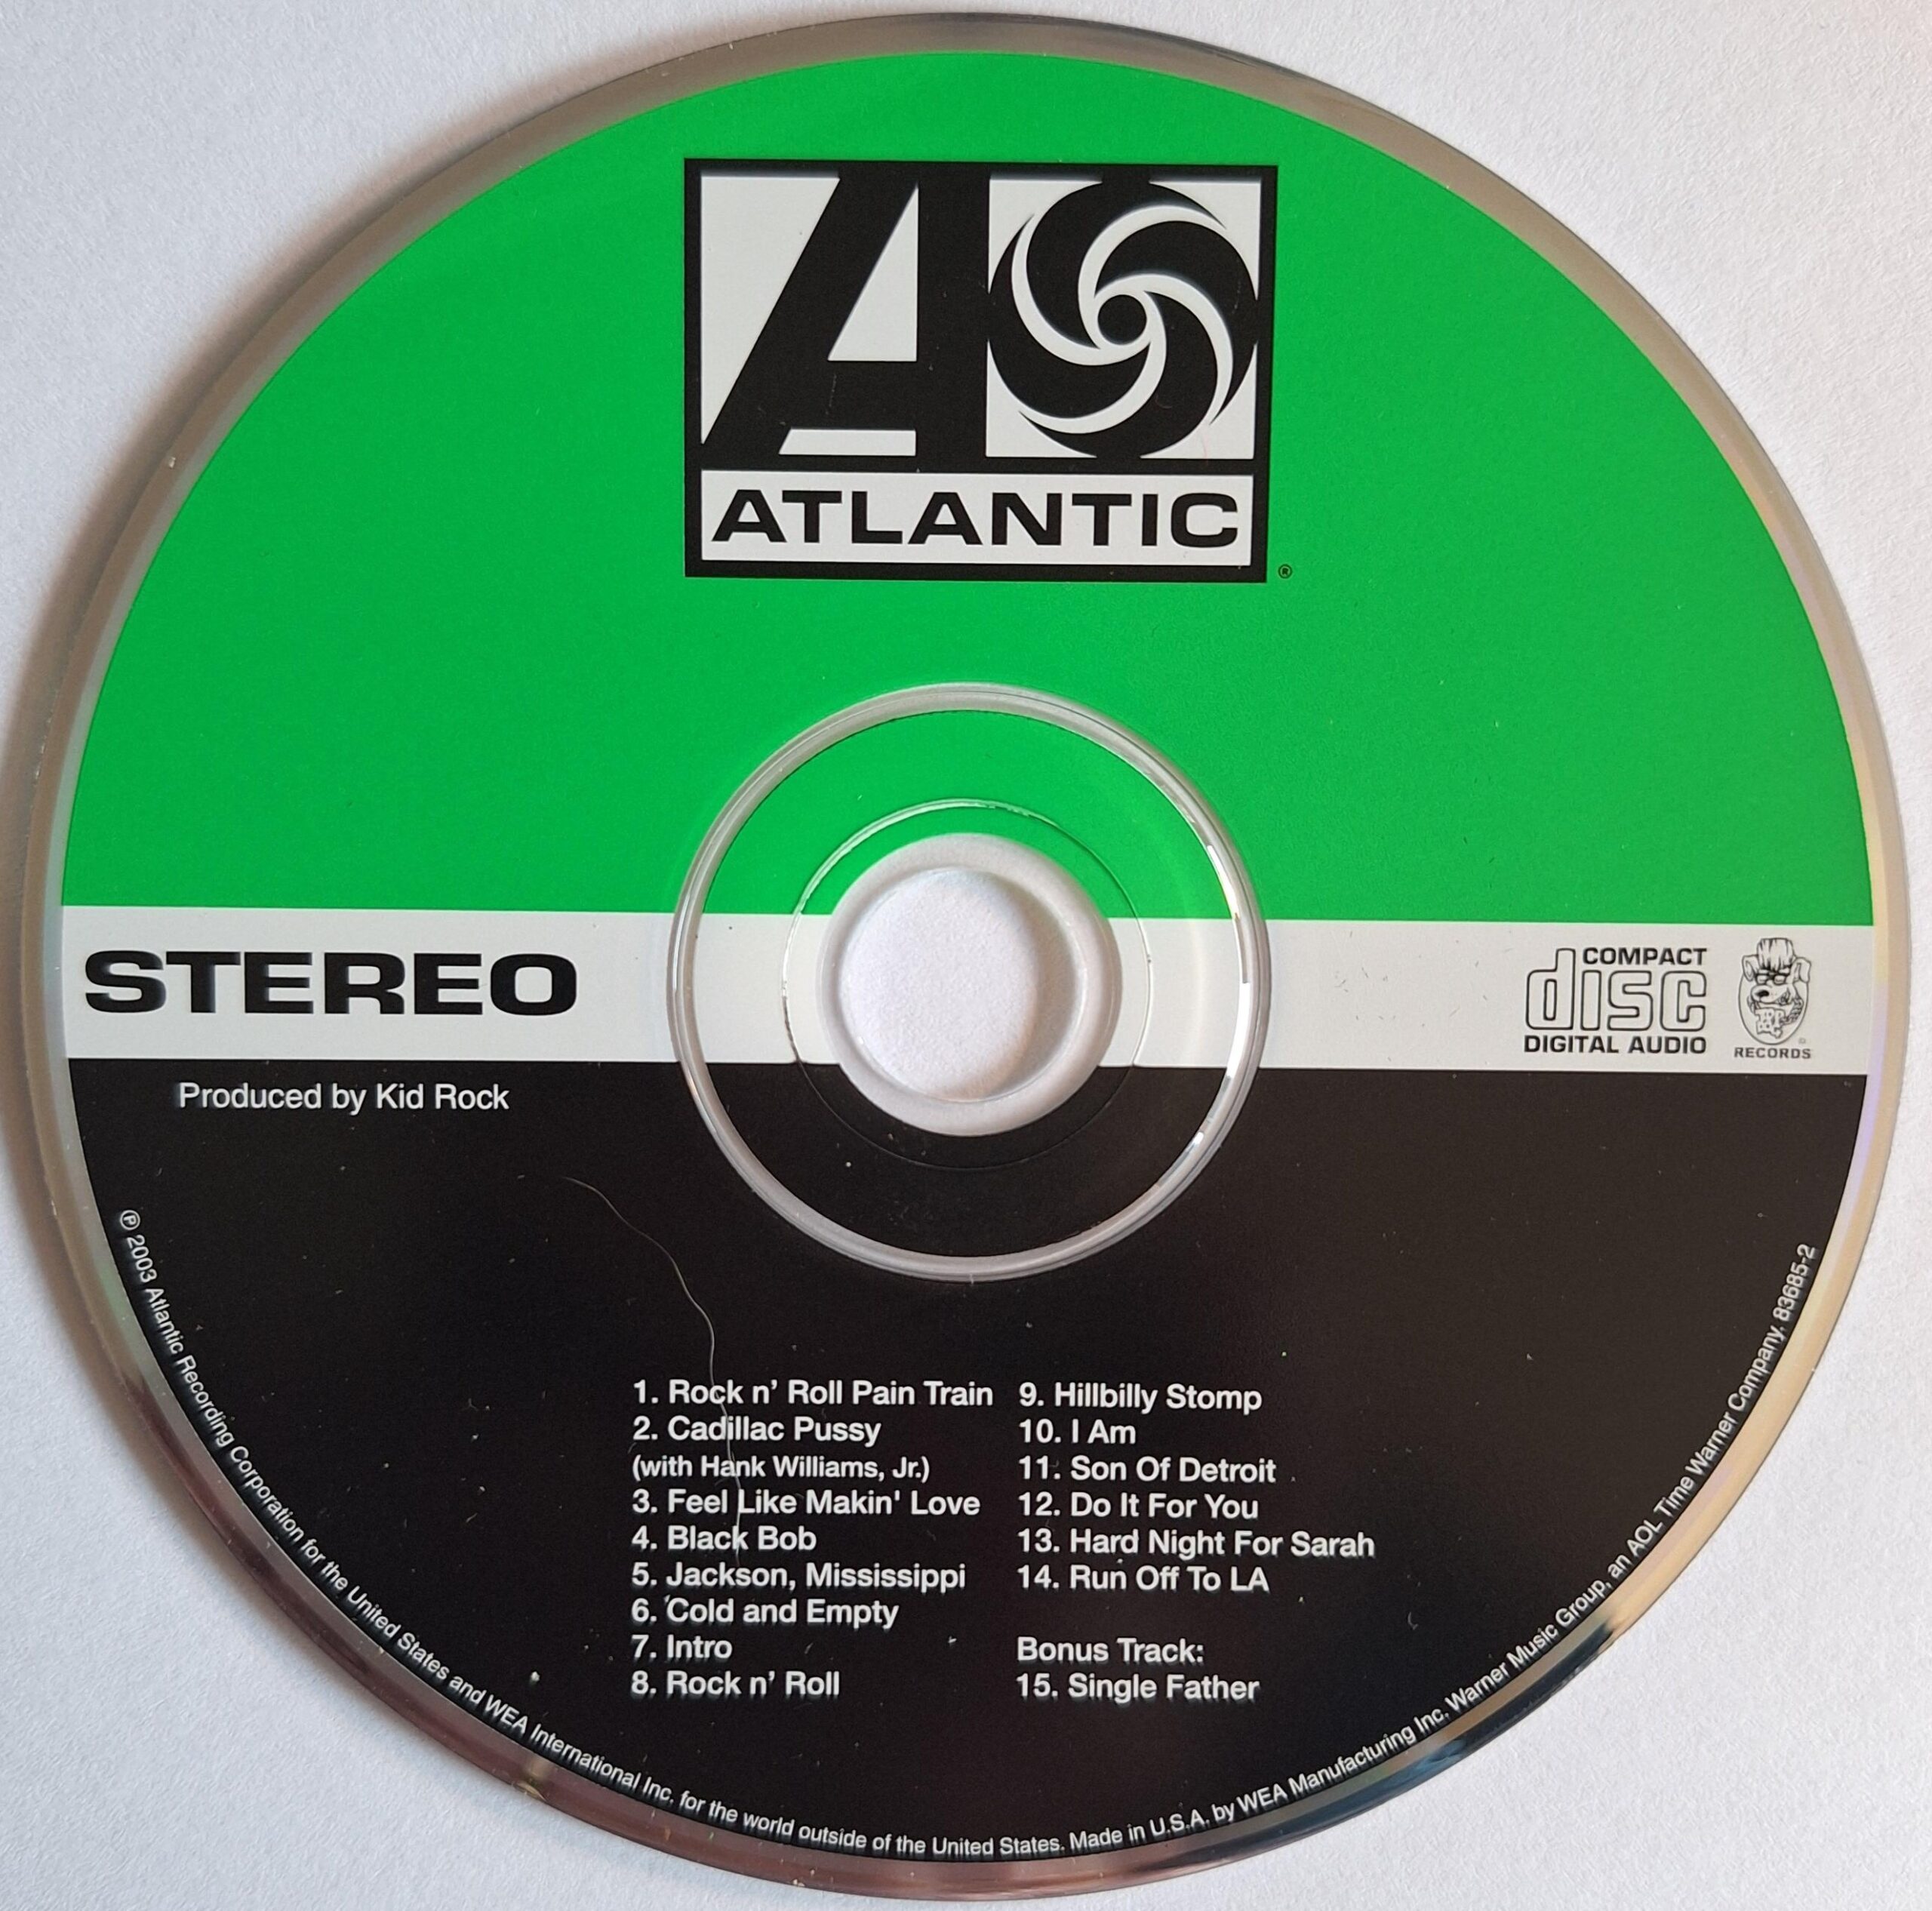 ATLANTIC
®
STEREO
COMPACT
disc
DIGITAL AUDIO
TOP
DOG
RECORDS
Produced by Kid Rock
1. Rock n’ Roll Pain Train
2. Cadillac Pussy
(with Hank Williams, Jr.)
3. Feel Like Makin' Love
4. Black Bob
5. Jackson, Mississippi
6. Cold and Empty
7. Intro
8. Rock n’ Roll
9. Hillbilly Stomp
10. I Am
11. Son Of Detroit
12. Do It For You
13. Hard Night For Sarah
14. Run Off To LA
Bonus Track:
15. Single Father
℗ 2003 Atlantic Recording Corporation for the United States and WEA International Inc. for the world outside of the United States. Made in U.S.A. by WEA Manufacturing Inc. Warner Music Group, an AOL Time Warner Company. 83685-2